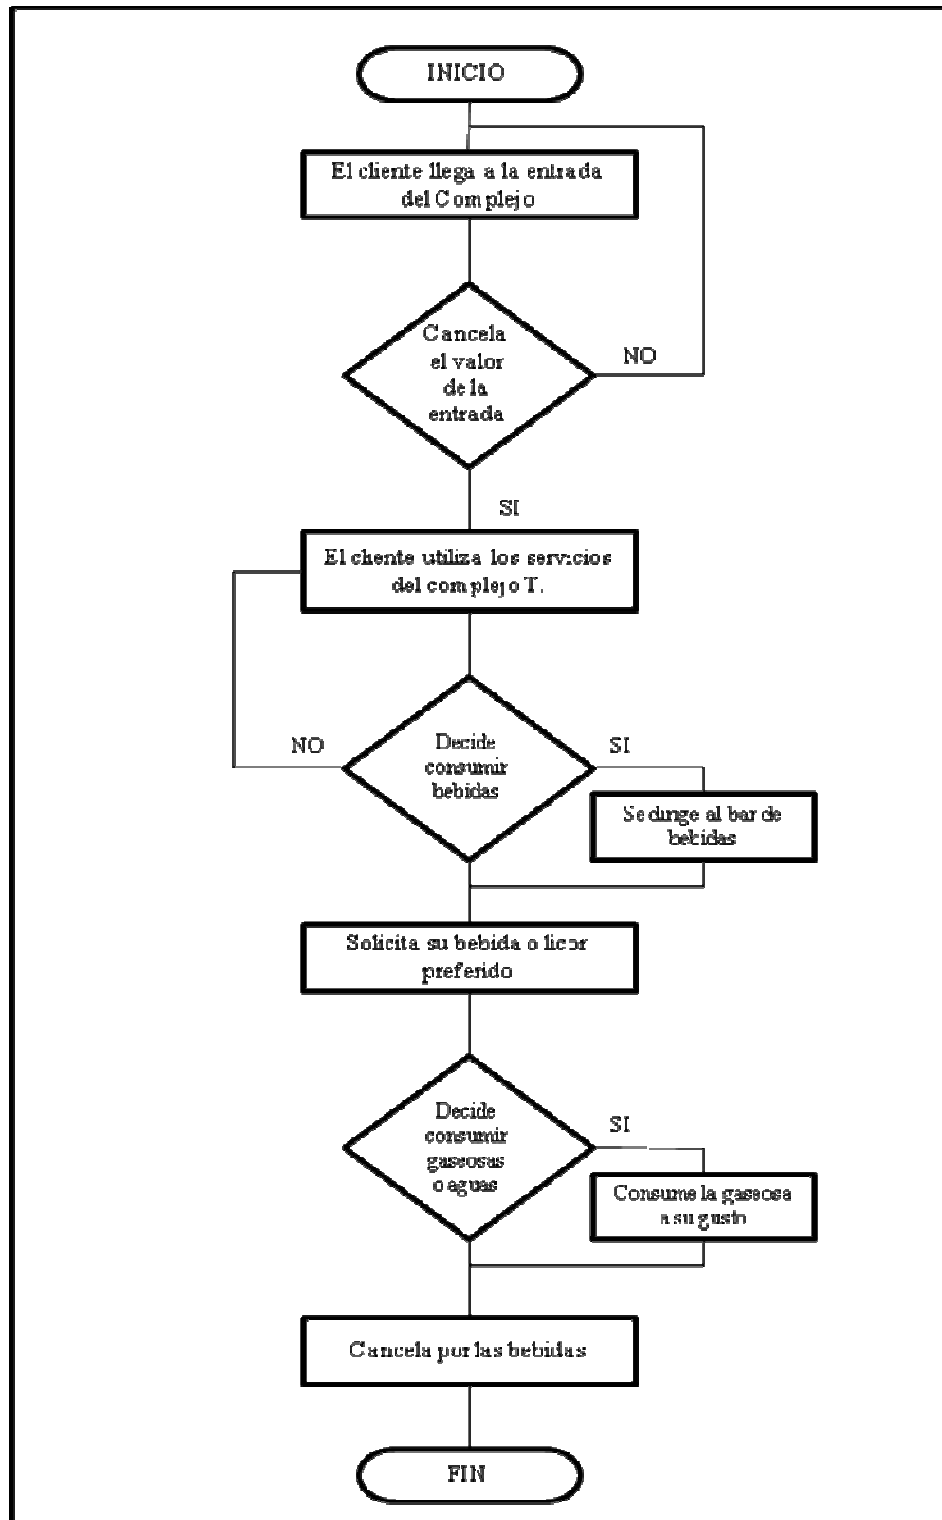 INICIO
El cliente llega a la entrada
del Complejo
Cancela
el valor
de la
entrada
NO
SI
El cliente utiliza los servicios
del complejo T.
Decide
consumir
bebidas
NO
SI
Se dirige al bar de
bebidas
Solicita su bebida o licor
preferido
Decide
consumir
gaseosas
o aguas
SI
Consume la gaseosa
a su gusto
Cancela por las bebidas
FIN